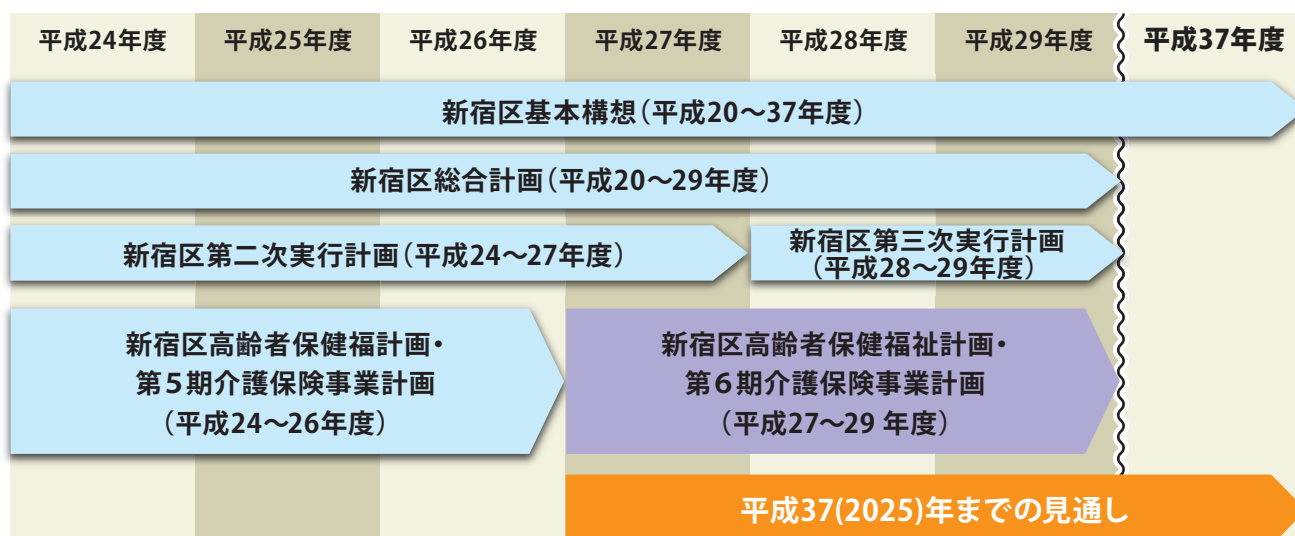 平成24年度 平成25年度 平成26年度 平成27年度 平成28年度 平成29年度 平成37年度
新宿区基本構想（平成20～37年度）
新宿区総合計画（平成20～29年度）
新宿区第二次実行計画（平成24～27年度）
新宿区第三次実行計画
（平成28～29年度）
新宿区高齢者保健福計画・
第５期介護保険事業計画
（平成24～26年度）
新宿区高齢者保健福祉計画・
第６期介護保険事業計画
（平成27～29 年度）
平成37(2025)年までの見通し